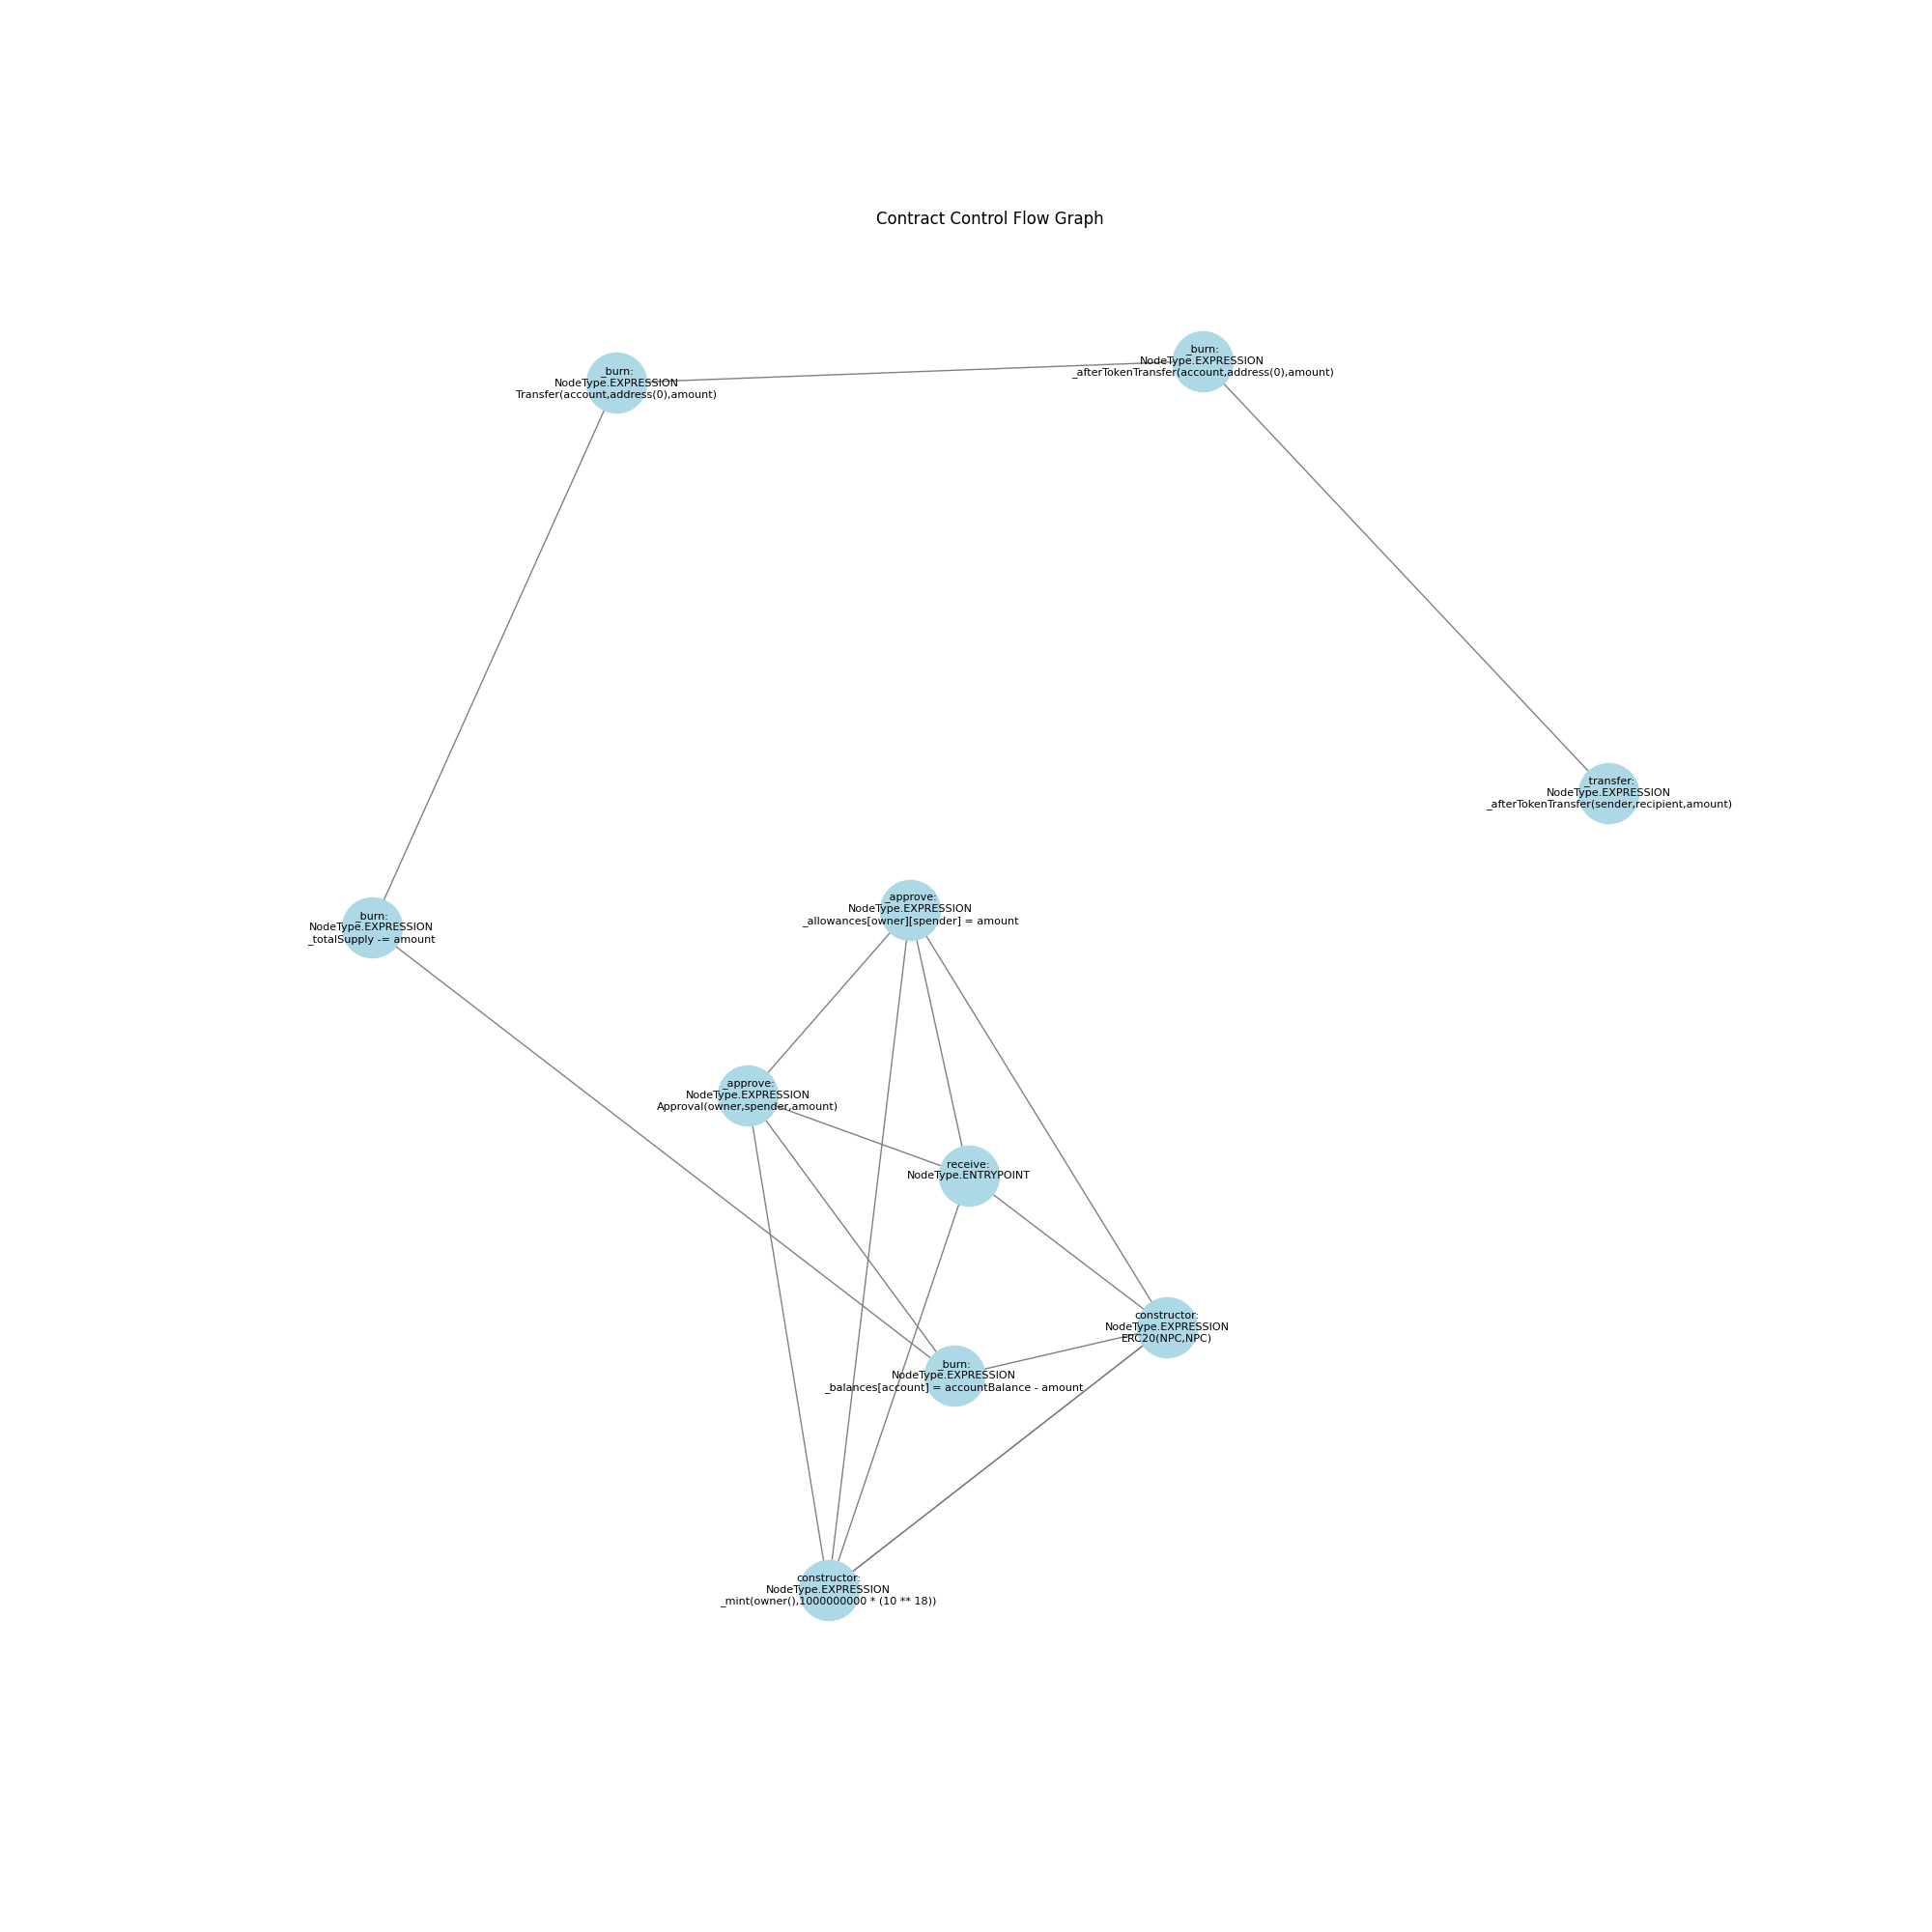 Contract Control Flow Graph
_burn:
NodeType.EXPRESSION
_afterTokenTransfer(account,address(0),amount)
_burn:
NodeType.EXPRESSION
Transfer(account,address(0),amount)
_transfer:
NodeType.EXPRESSION
_afterTokenTransfer(sender,recipient,amount)
_approve:
NodeType.EXPRESSION
_allowances[owner][spender] = amount
_burn:
NodeType.EXPRESSION
_totalSupply -= amount
_approve:
NodeType.EXPRESSION
Approval(owner,spender,amount)
receive:
NodeType.ENTRYPOINT
constructor:
NodeType.EXPRESSION
ERC20(NPC,NPC)
_burn:
NodeType.EXPRESSION
_balances[account] = accountBalance - amount
constructor:
NodeType.EXPRESSION
_mint(owner(),1000000000 * (10 ** 18))